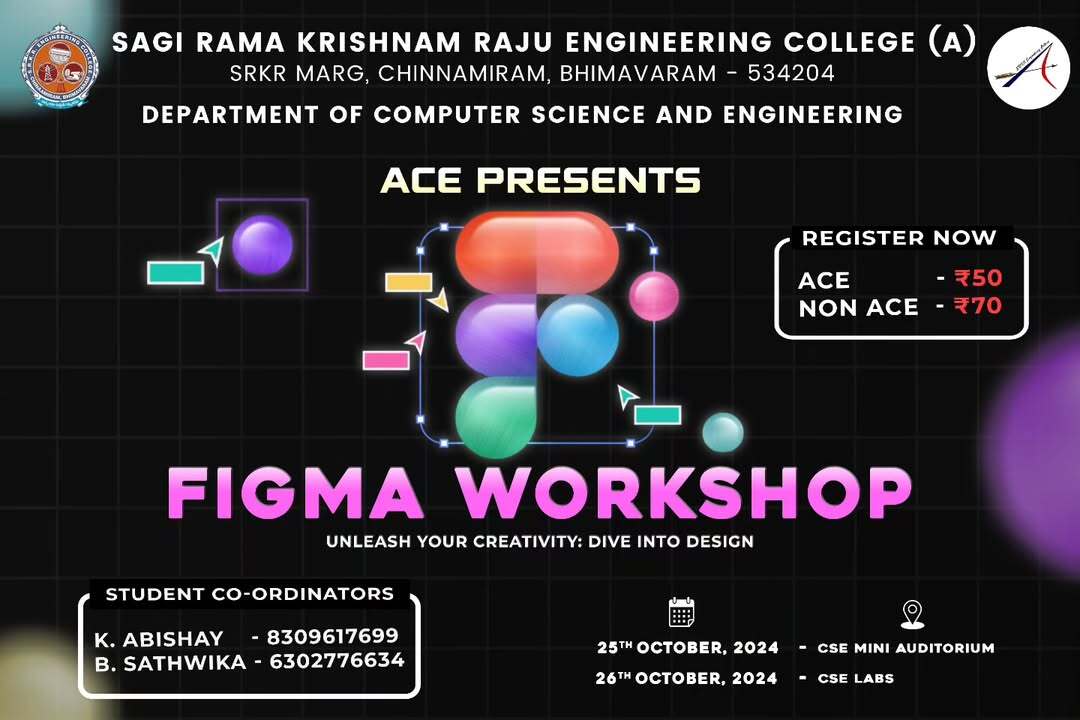 SAGI RAMA KRISHNAM RAJU ENGINEERING COLLEGE (A)
SRKR MARG, CHINNAMIRAM, BHIMAVARAM - 534204
DEPARTMENT OF COMPUTER SCIENCE AND ENGINEERING
ACE PRESENTS
REGISTER NOW
ACE - ₹50
NON ACE - ₹70
FIGMA WORKSHOP
UNLEASH YOUR CREATIVITY: DIVE INTO DESIGN
STUDENT CO-ORDINATORS
K. ABISHAY - 8309617699
B. SATHWIKA - 6302776634
25TH OCTOBER, 2024 - CSE MINI AUDITORIUM
26TH OCTOBER, 2024 - CSE LABS